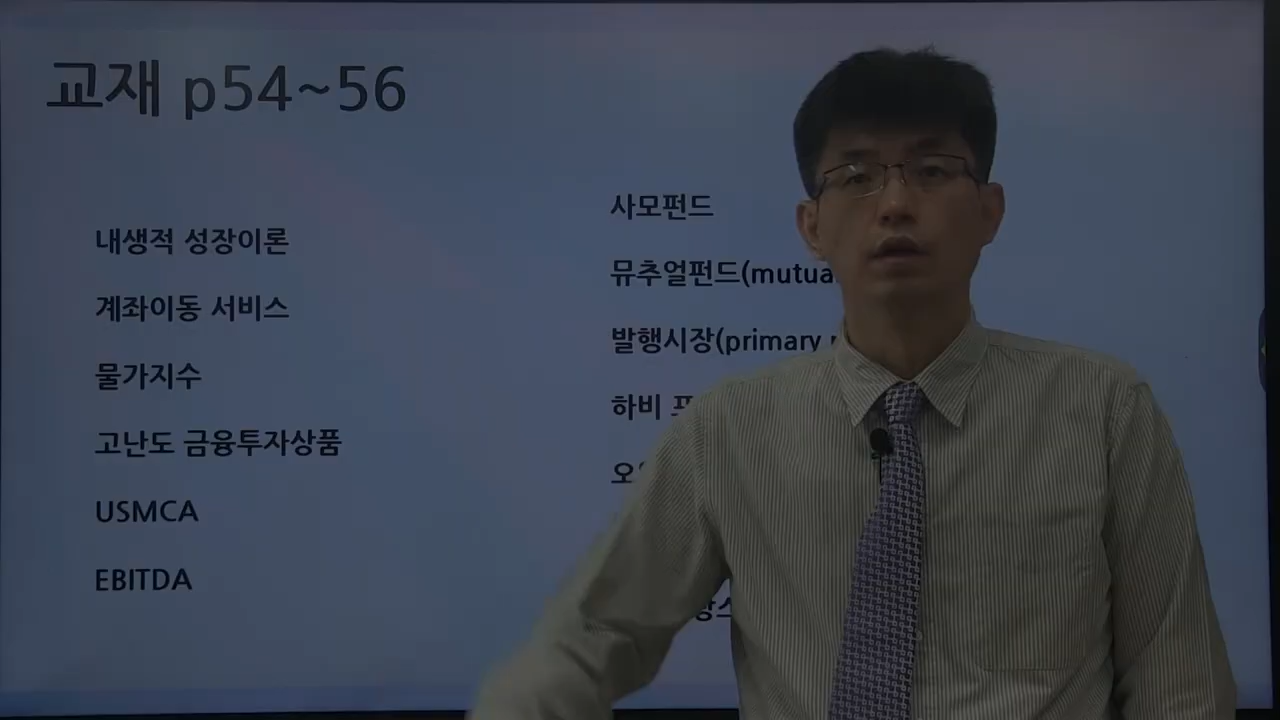 교재 p54~56
내생적 성장이론
계좌이동 서비스
물가지수
고난도 금융투자상품
USMCA
EBITDA
사모펀드
뮤추얼펀드(mutua
발행시장(primary
하비